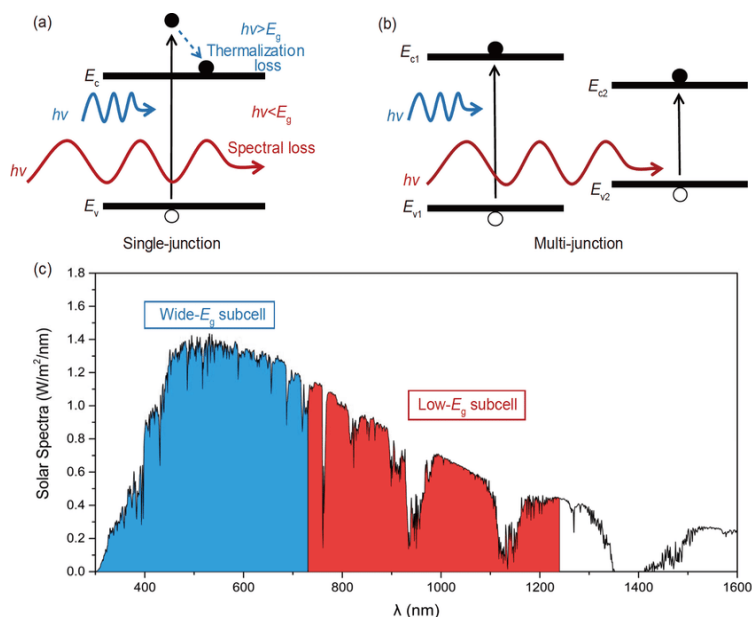 (a)
hv>Eg
Thermalization
loss
Ec
hv
hv<Eg
Spectral loss
hv
Ev
Single-junction
(b)
Ec1
Ec2
hv
hv
Ev1
Ev2
Multi-junction
(c)
1.8
1.6
1.4
1.2
1.0
0.8
0.6
0.4
0.2
0.0
Solar Spectra (W/m²/nm)
Wide-Eg subcell
Low-Eg subcell
400
600
800
1000
1200
1400
1600
λ (nm)